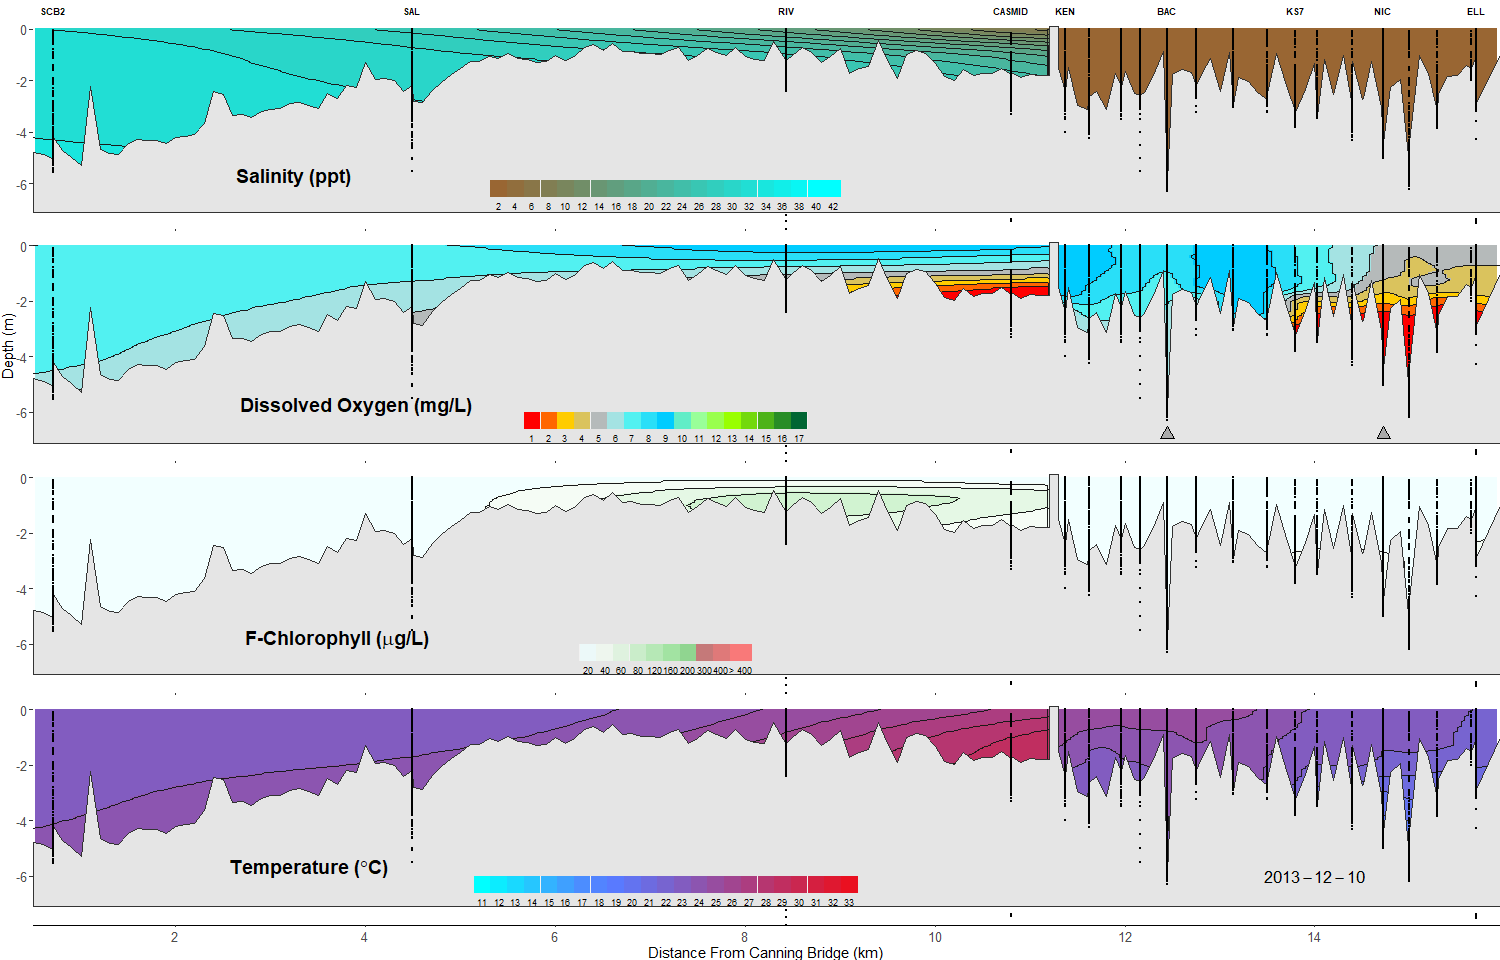 SCB2 SAL RIV CASMID KEN BAC KS7 NIC ELL
0
-2
-4
-6
Salinity (ppt)
2 4 6 8 10 12 14 16 18 20 22 24 26 28 30 32 34 36 38 40 42
0
-2
-4
-6
Dissolved Oxygen (mg/L)
1 2 3 4 5 6 7 8 9 10 11 12 13 14 15 16 17
Depth (m)
0
-2
-4
-6
F-Chlorophyll (μg/L)
20 40 60 80 120 160 200 300 400 > 400
0
-2
-4
-6
Temperature (°C)
2013 – 12 – 10
11 12 13 14 15 16 17 18 19 20 21 22 23 24 25 26 27 28 29 30 31 32 33
2 4 6 8 10 12 14
Distance From Canning Bridge (km)